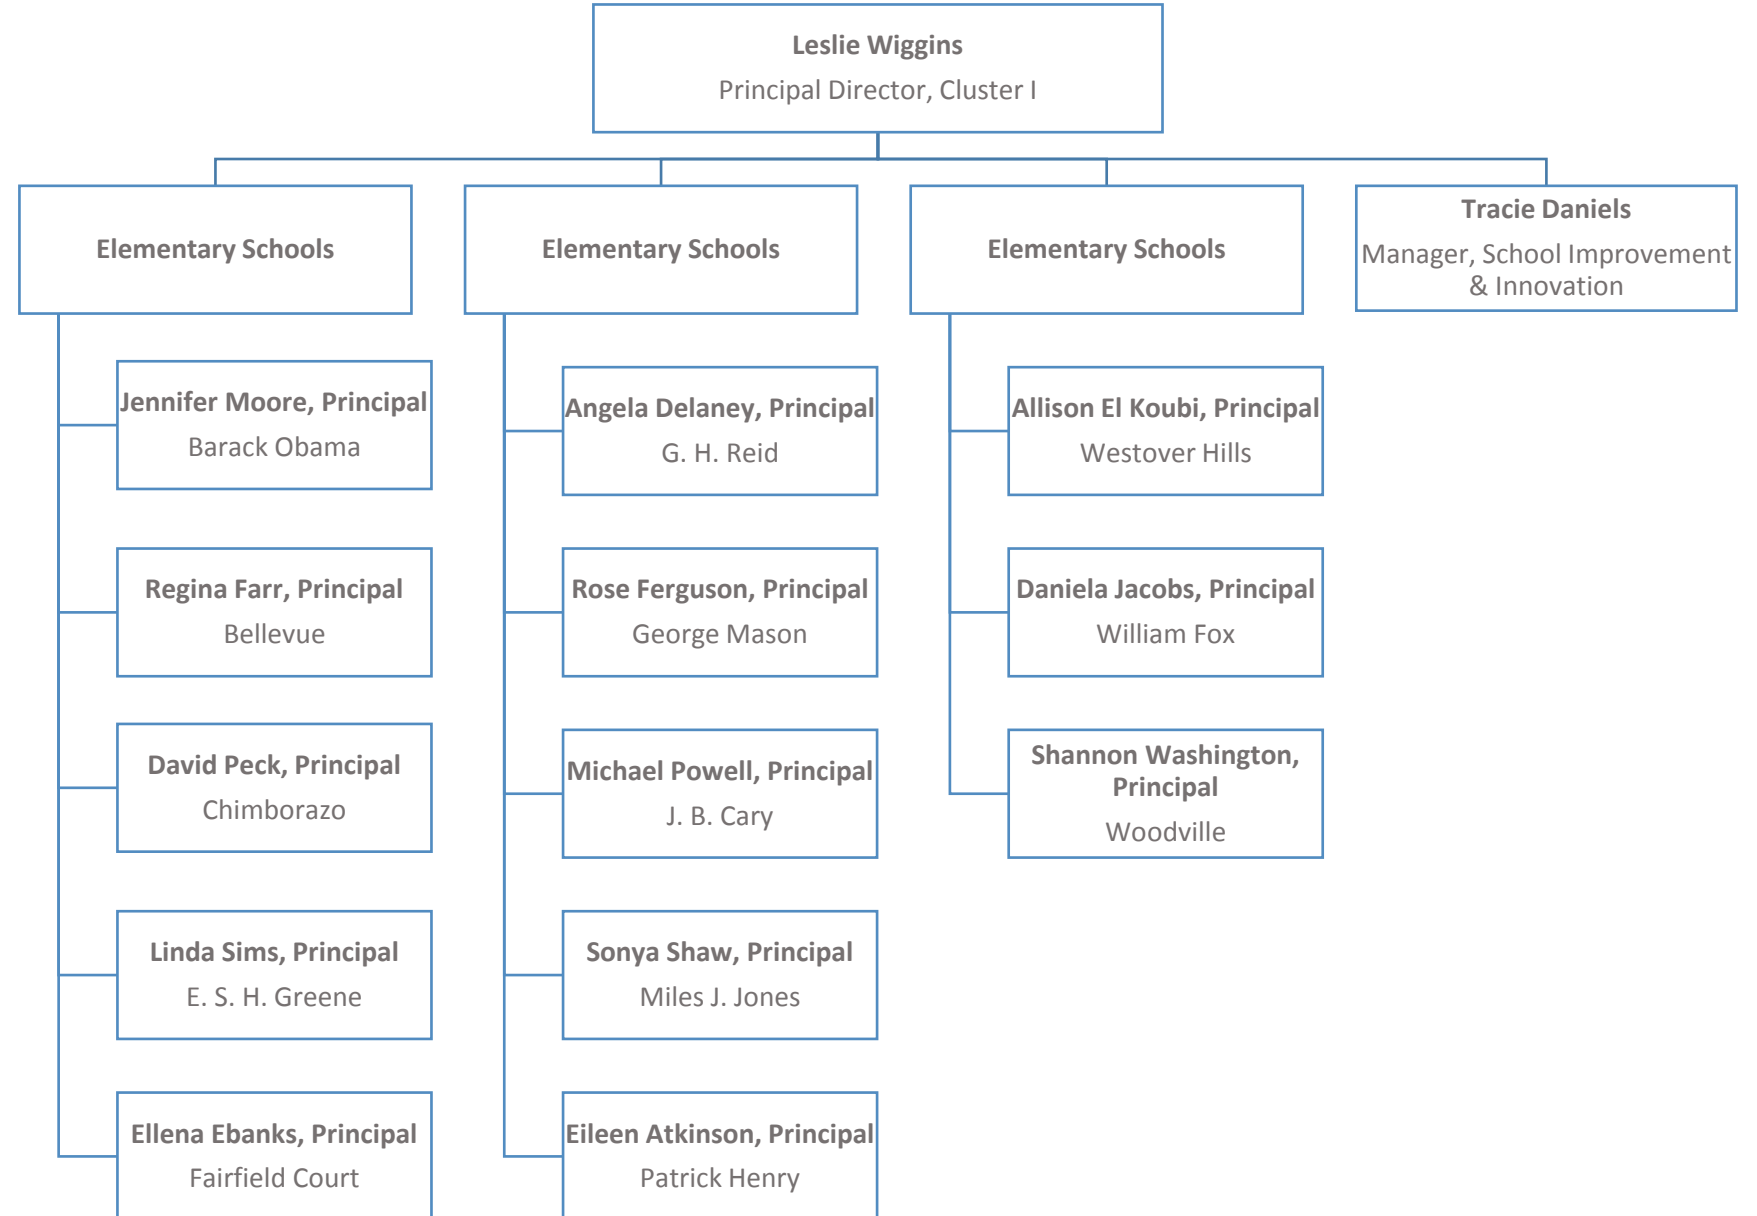 Leslie Wiggins
Principal Director, Cluster I
Elementary Schools
Jennifer Moore, Principal
Barack Obama
Regina Farr, Principal
Bellevue
David Peck, Principal
Chimborazo
Linda Sims, Principal
E. S. H. Greene
Ellena Ebanks, Principal
Fairfield Court
Elementary Schools
Angela Delaney, Principal
G. H. Reid
Rose Ferguson, Principal
George Mason
Michael Powell, Principal
J. B. Cary
Sonya Shaw, Principal
Miles J. Jones
Eileen Atkinson, Principal
Patrick Henry
Elementary Schools
Allison El Koubi, Principal
Westover Hills
Daniela Jacobs, Principal
William Fox
Shannon Washington,
Principal
Woodville
Tracie Daniels
Manager, School Improvement
& Innovation